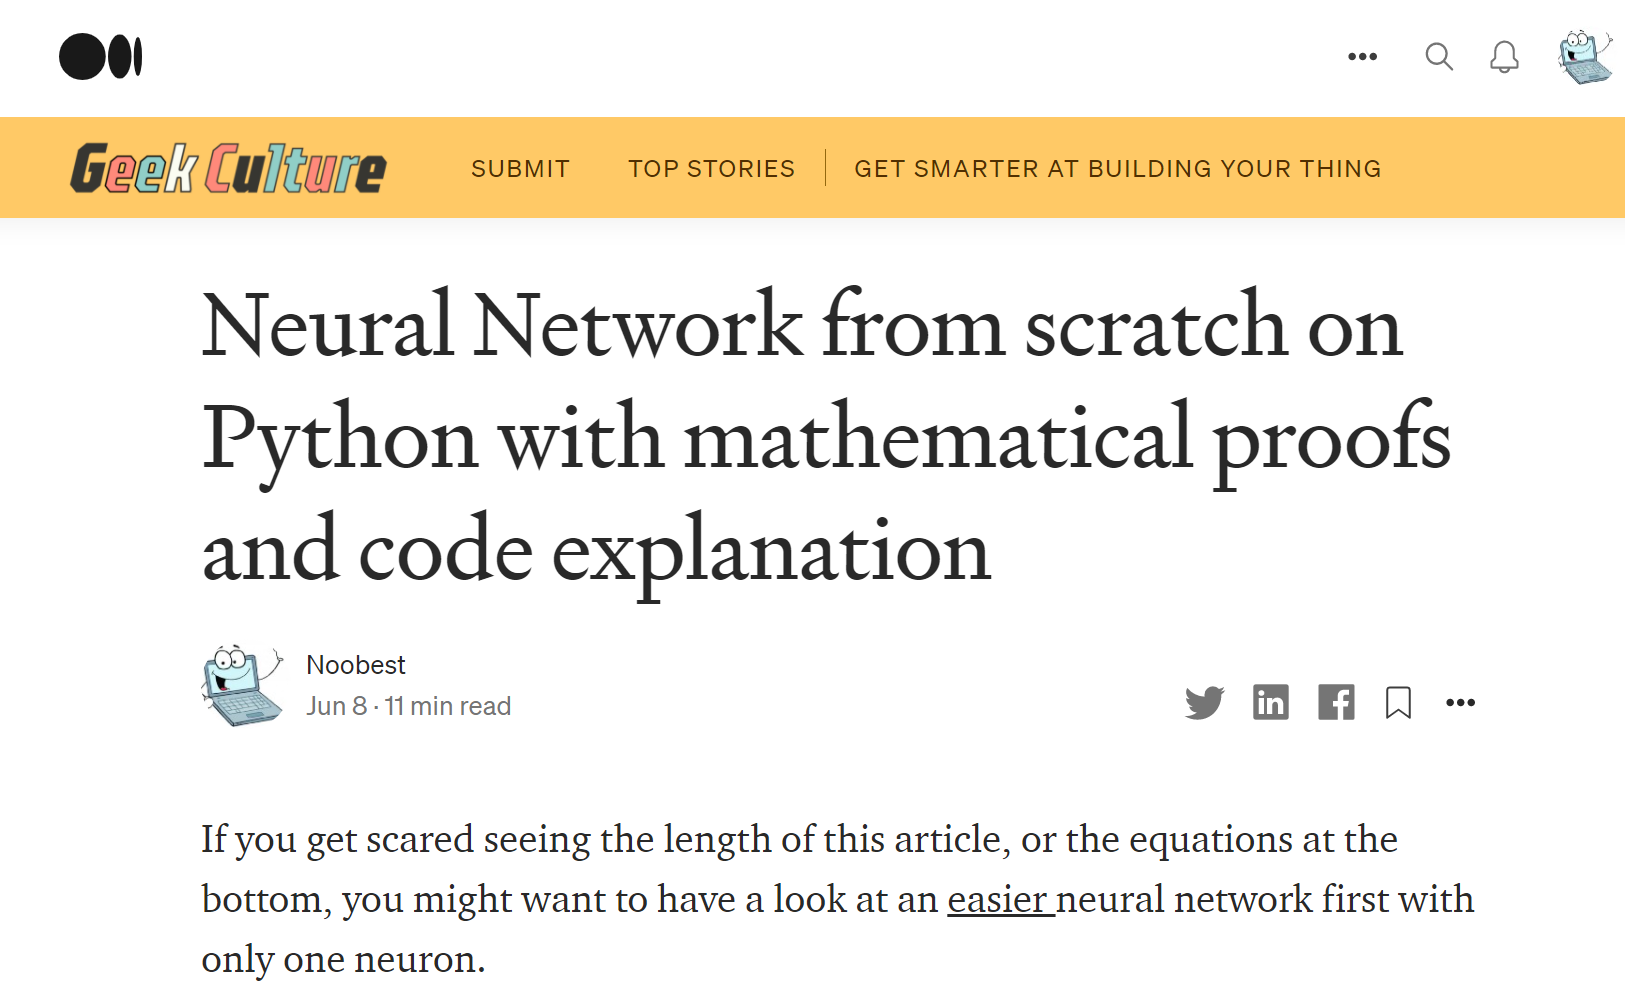 Geek Culture SUBMIT TOP STORIES GET SMARTER AT BUILDING YOUR THING
Neural Network from scratch on
Python with mathematical proofs
and code explanation
Noobest
Jun 8 · 11 min read
If you get scared seeing the length of this article, or the equations at the
bottom, you might want to have a look at an easier neural network first with
only one neuron.